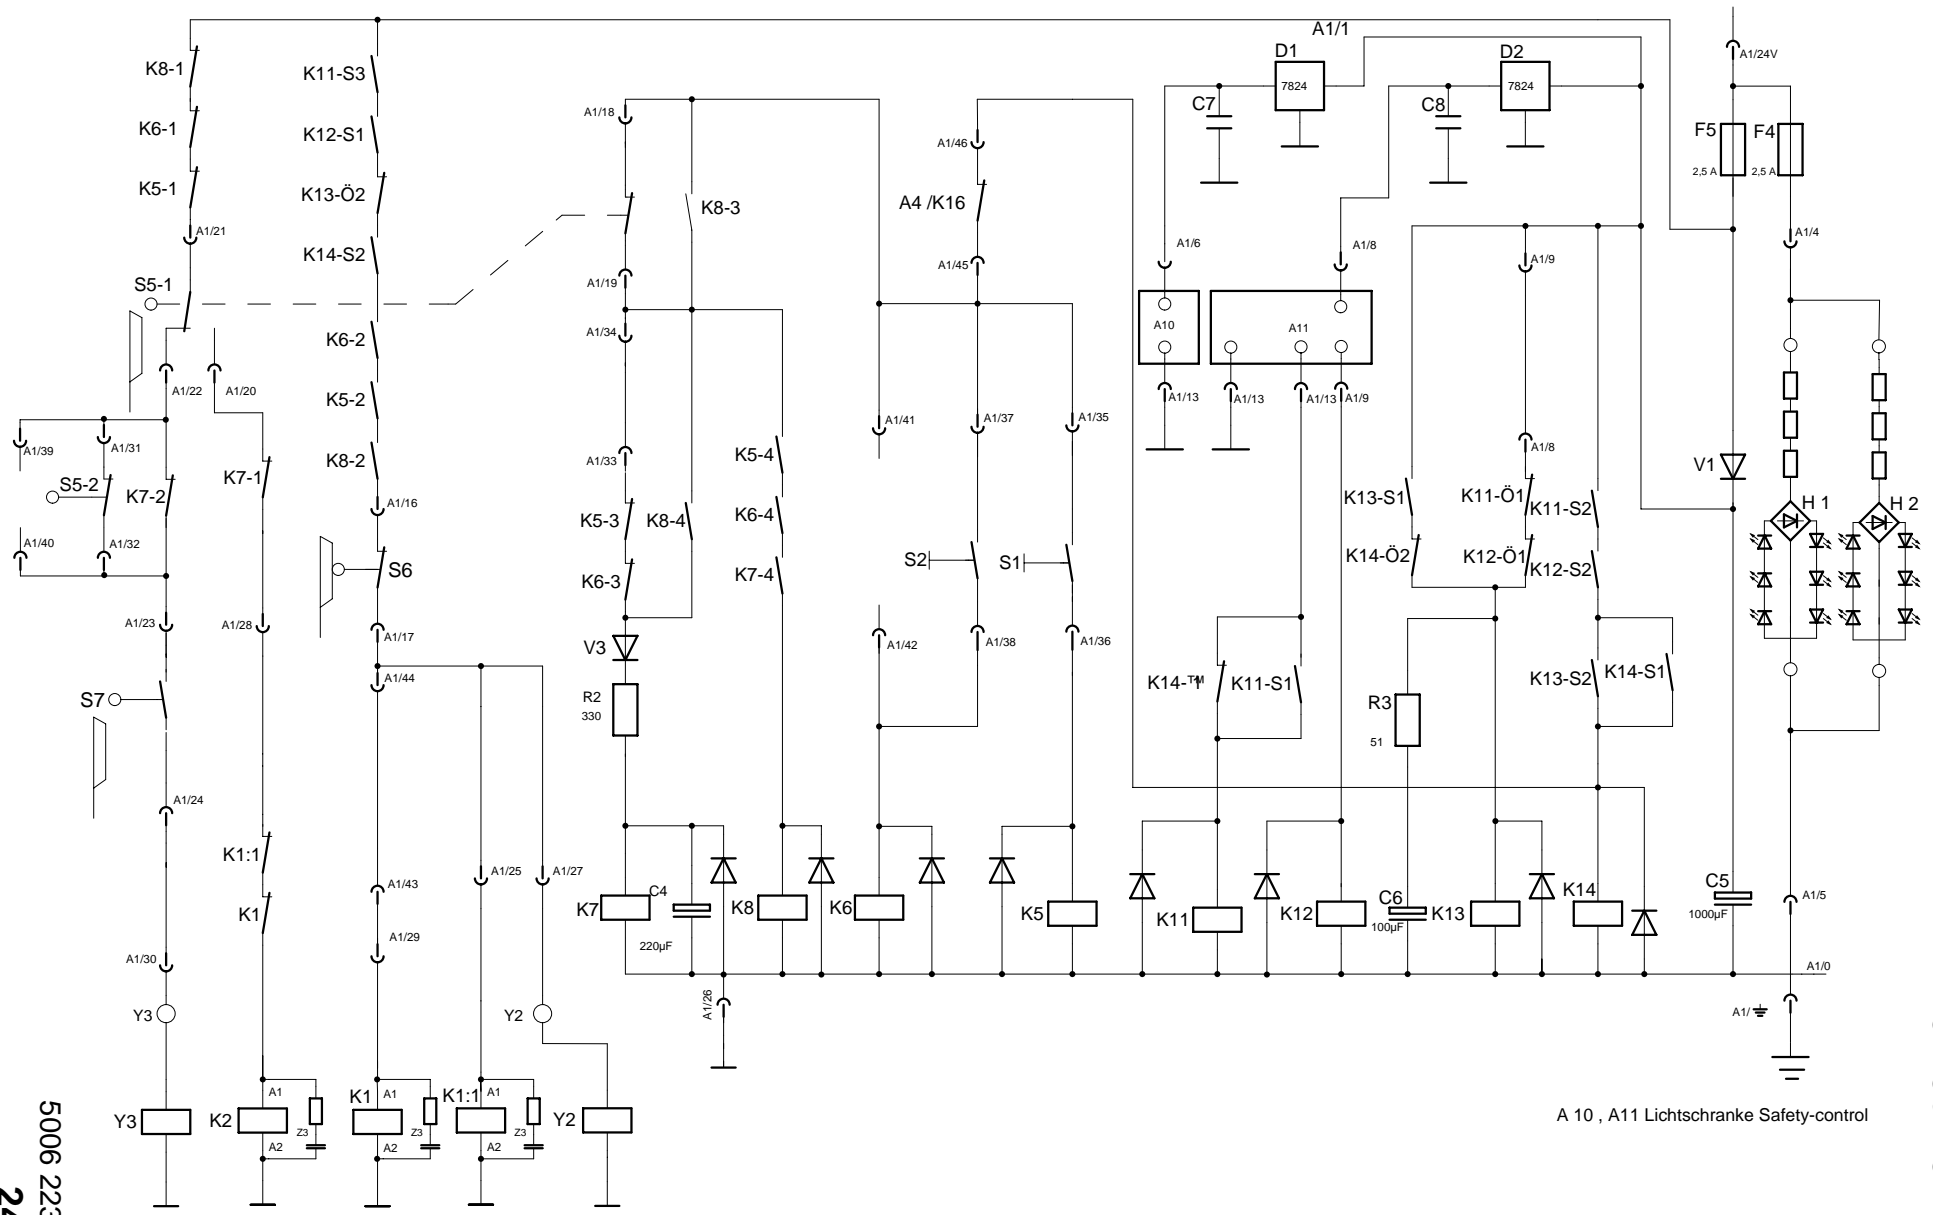 A1/1
D1
7824
D2
7824
C7
C8
A1/24V
F5
2,5 A
F4
2,5 A
K8-1
K6-1
K5-1
A1/21
S5-1
A1/22
A1/20
A1/39
A1/31
S5-2
K7-2
A1/40
A1/32
K7-1
A1/23
A1/28
S7
A1/24
K1:1
K1
A1/30
Y3
Y3
K2
A1
A2
Z3
K11-S3
K12-S1
K13-Ö2
K14-S2
K6-2
K5-2
K8-2
A1/16
S6
A1/17
A1/44
A1/43
A1/29
A1/25
A1/27
Y2
K1
A1
A2
Z3
K1:1
A1
A2
Z3
Y2
A1/18
K8-3
A1/19
A1/34
A1/33
K5-3
K8-4
K6-3
V3
R2
330
K5-4
K6-4
K7-4
K7
C4
220µF
K8
K6
K5
A1/26
A1/46
A4 /K16
A1/45
A1/41
A1/37
A1/35
S2
S1
A1/42
A1/38
A1/36
A1/6
A1/8
A10
A11
A1/13
A1/13
A1/13
A1/9
A1/9
A1/8
K13-S1
K11-Ö1
K11-S2
K14-Ö2
K12-Ö1
K12-S2
K14-™1
K11-S1
R3
51
K13-S2
K14-S1
K11
K12
C6
100µF
K13
K14
A1/4
V1
H 1
H 2
C5
1000µF
A1/5
A1/0
A1/
A 10 , A11 Lichtschranke Safety-control
5006 223
24